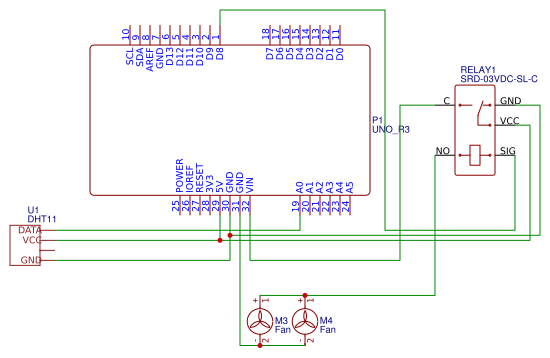 10 9 8 7 6 5 4 3 2 1 18 17 16 15 14 13 12 11
SCL SDA AREF GND D13 D12 D11 D10 D9 D8 D7 D6 D5 D4 D3 D2 D1 D0
RELAY1
SRD-03VDC-SL-C
C GND
VCC
NO SIG
P1
UNO_R3
POWER IOREF RESET 3V3 5V GND GND VIN A0 A1 A2 A3 A4 A5
25 26 27 28 29 30 31 32 19 20 21 22 23 24
U1
DHT11
DATA
VCC
GND
+ 1 + 1
M3 M4
Fan Fan
- 2 - 2